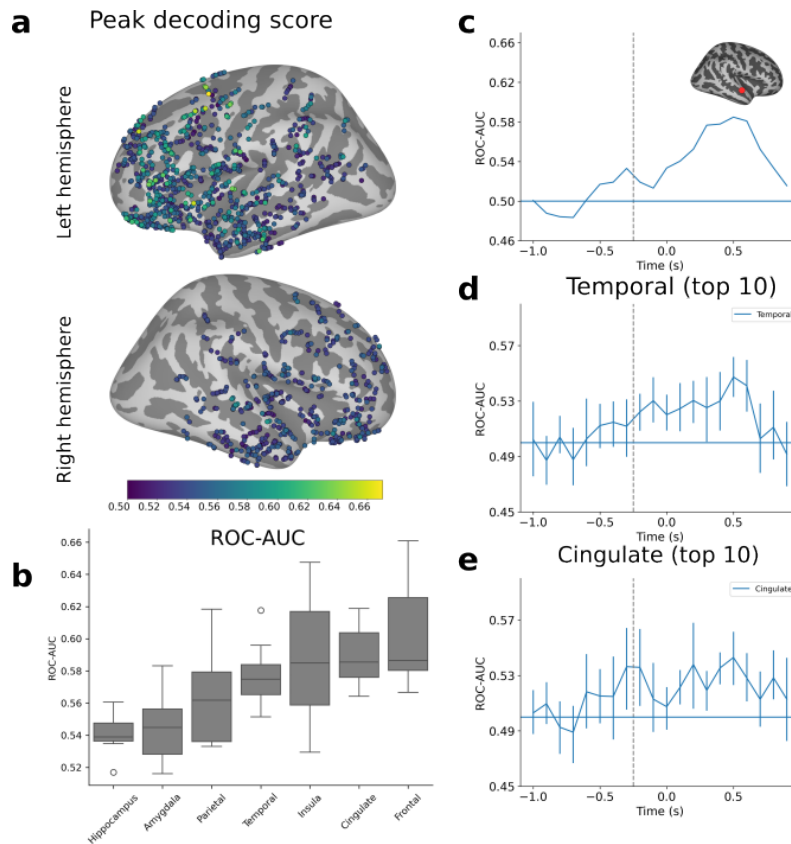 a
Peak decoding score
Left hemisphere
Right hemisphere
0.50 0.52 0.54 0.56 0.58 0.60 0.62 0.64 0.66
b
ROC-AUC
ROC-AUC
0.66
0.64
0.62
0.60
0.58
0.56
0.54
0.52
Hippocampus
Amygdala
Parietal
Temporal
Insula
Cingulate
Frontal
c
ROC-AUC
0.66
0.62
0.58
0.54
0.50
0.46
−1.0 −0.5 0.0 0.5
Time (s)
d
Temporal (top 10)
Temporal
ROC-AUC
0.57
0.53
0.49
0.45
−1.0 −0.5 0.0 0.5
Time (s)
e
Cingulate (top 10)
Cingulate
ROC-AUC
0.57
0.53
0.49
0.45
−1.0 −0.5 0.0 0.5
Time (s)